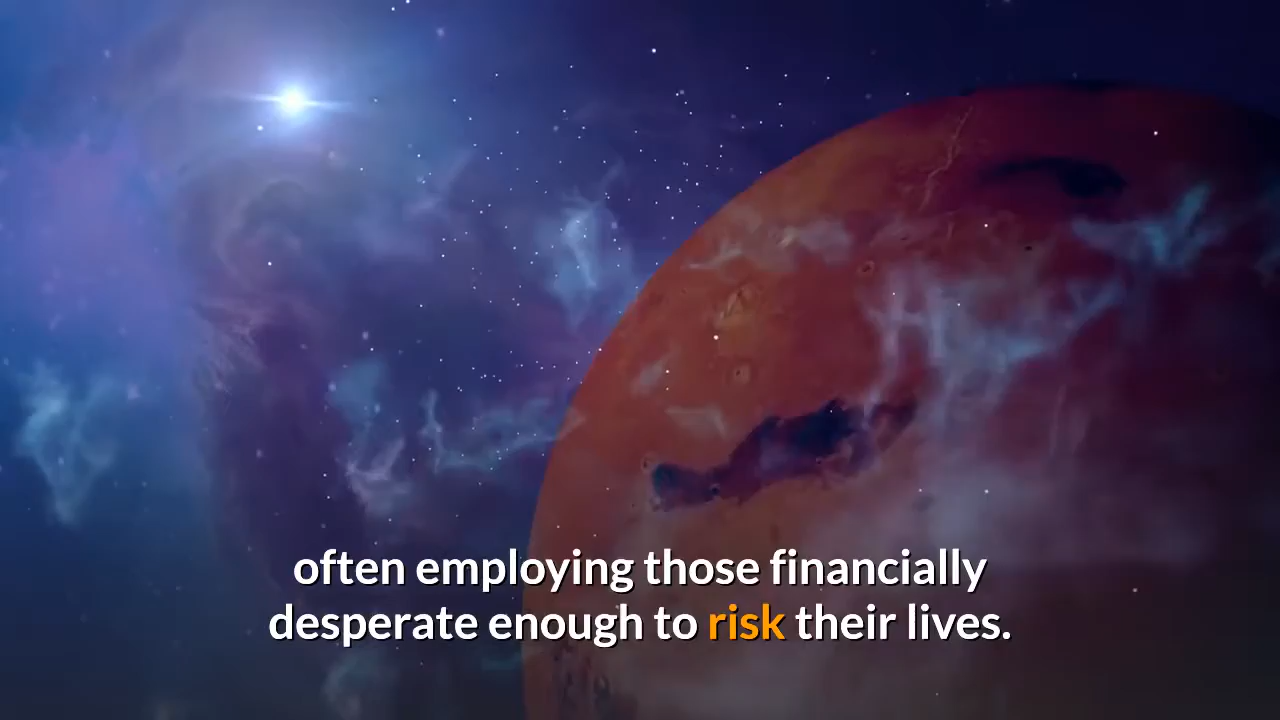 often employing those financially
desperate enough to risk their lives.